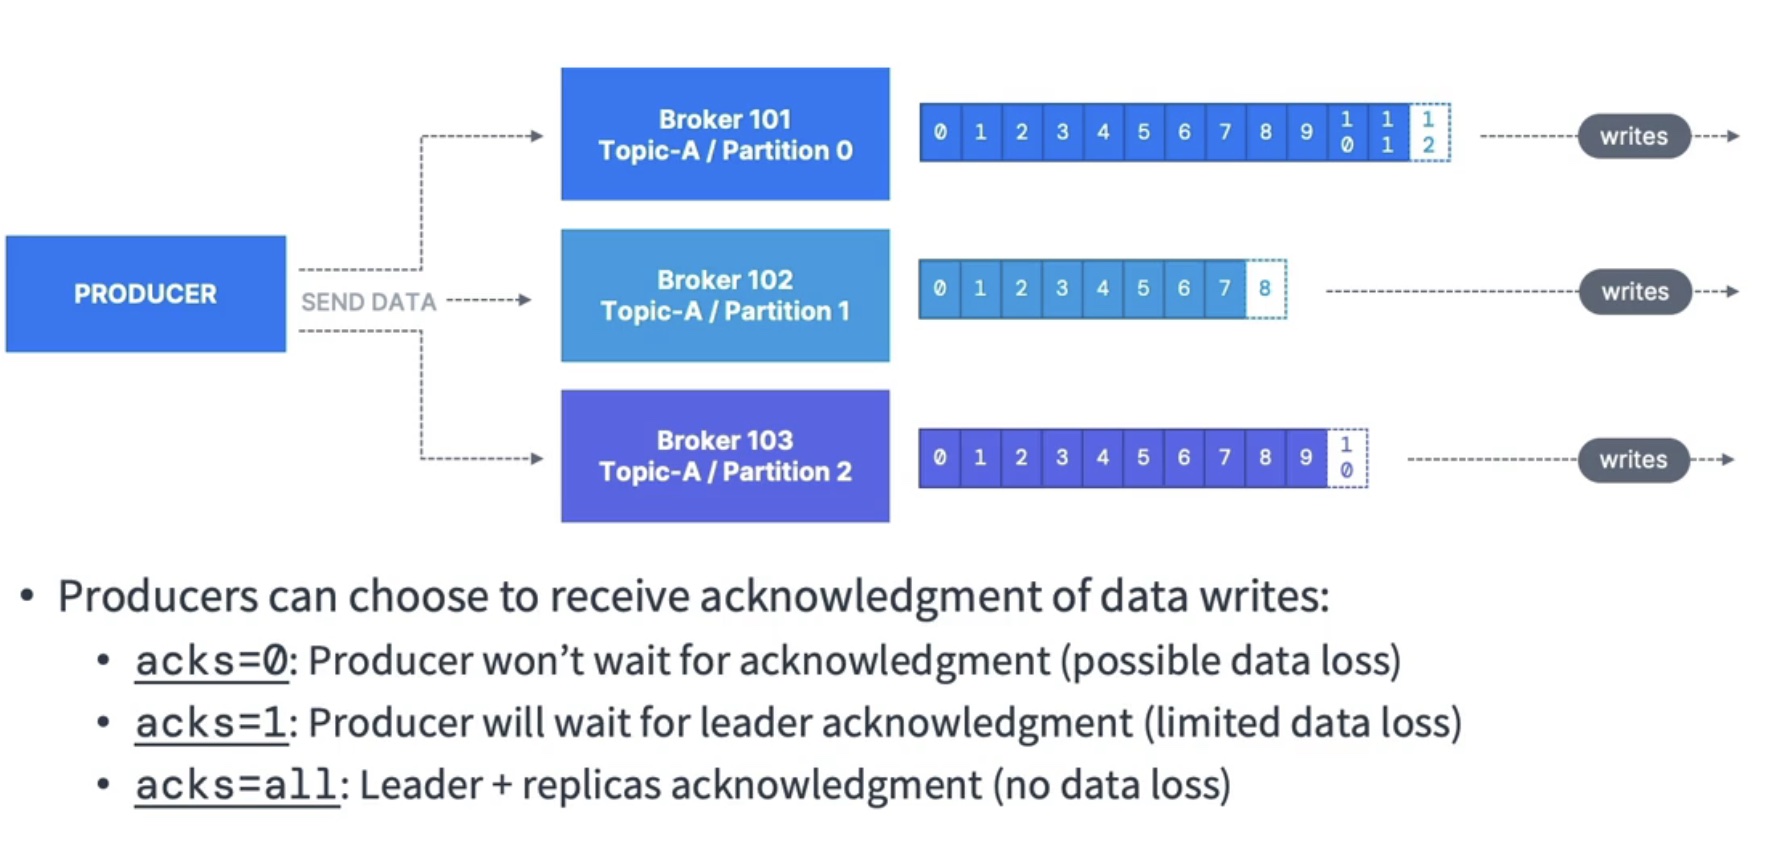 Broker 101
Topic-A / Partition 0
0 1 2 3 4 5 6 7 8 9 10 11 12
writes
PRODUCER
SEND DATA
Broker 102
Topic-A / Partition 1
0 1 2 3 4 5 6 7 8
writes
Broker 103
Topic-A / Partition 2
0 1 2 3 4 5 6 7 8 9 10
writes
• Producers can choose to receive acknowledgment of data writes:
• acks=0: Producer won’t wait for acknowledgment (possible data loss)
• acks=1: Producer will wait for leader acknowledgment (limited data loss)
• acks=all: Leader + replicas acknowledgment (no data loss)